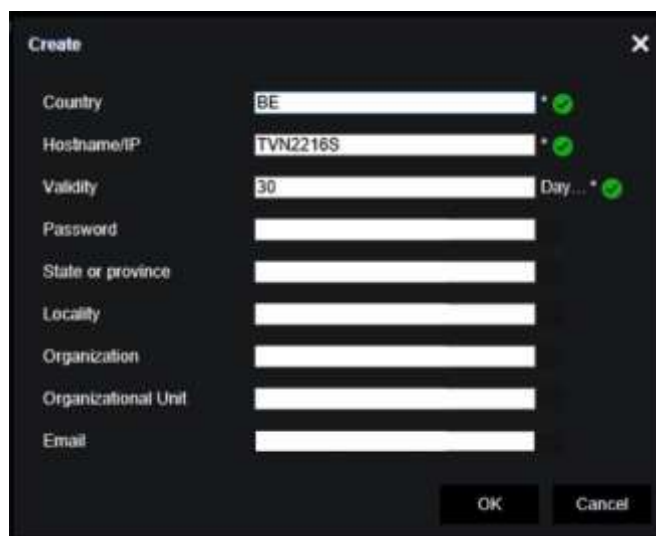 Create
Country BE *
Hostname/IP TVN2216S *
Validity 30 Day... *
Password
State or province
Locality
Organization
Organizational Unit
Email
OK Cancel